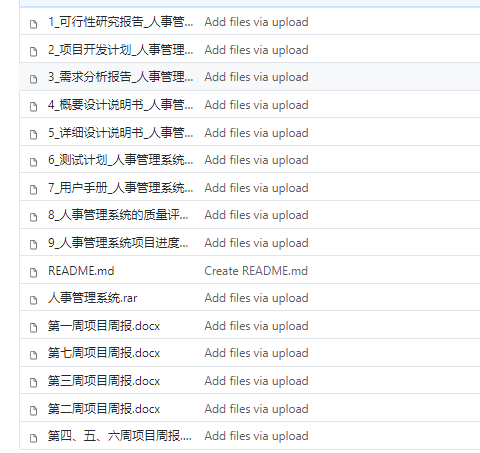 1_可行性研究报告_人事管理... Add files via upload
2_项目开发计划_人事管理... Add files via upload
3_需求分析报告_人事管理... Add files via upload
4_概要设计说明书_人事管... Add files via upload
5_详细设计说明书_人事管... Add files via upload
6_测试计划_人事管理系统... Add files via upload
7_用户手册_人事管理系统... Add files via upload
8_人事管理系统的质量评... Add files via upload
9_人事管理系统项目进度... Add files via upload
README.md Create README.md
人事管理系统.rar Add files via upload
第一周项目周报.docx Add files via upload
第七周项目周报.docx Add files via upload
第三周项目周报.docx Add files via upload
第二周项目周报.docx Add files via upload
第四、五、六周项目周报.... Add files via upload